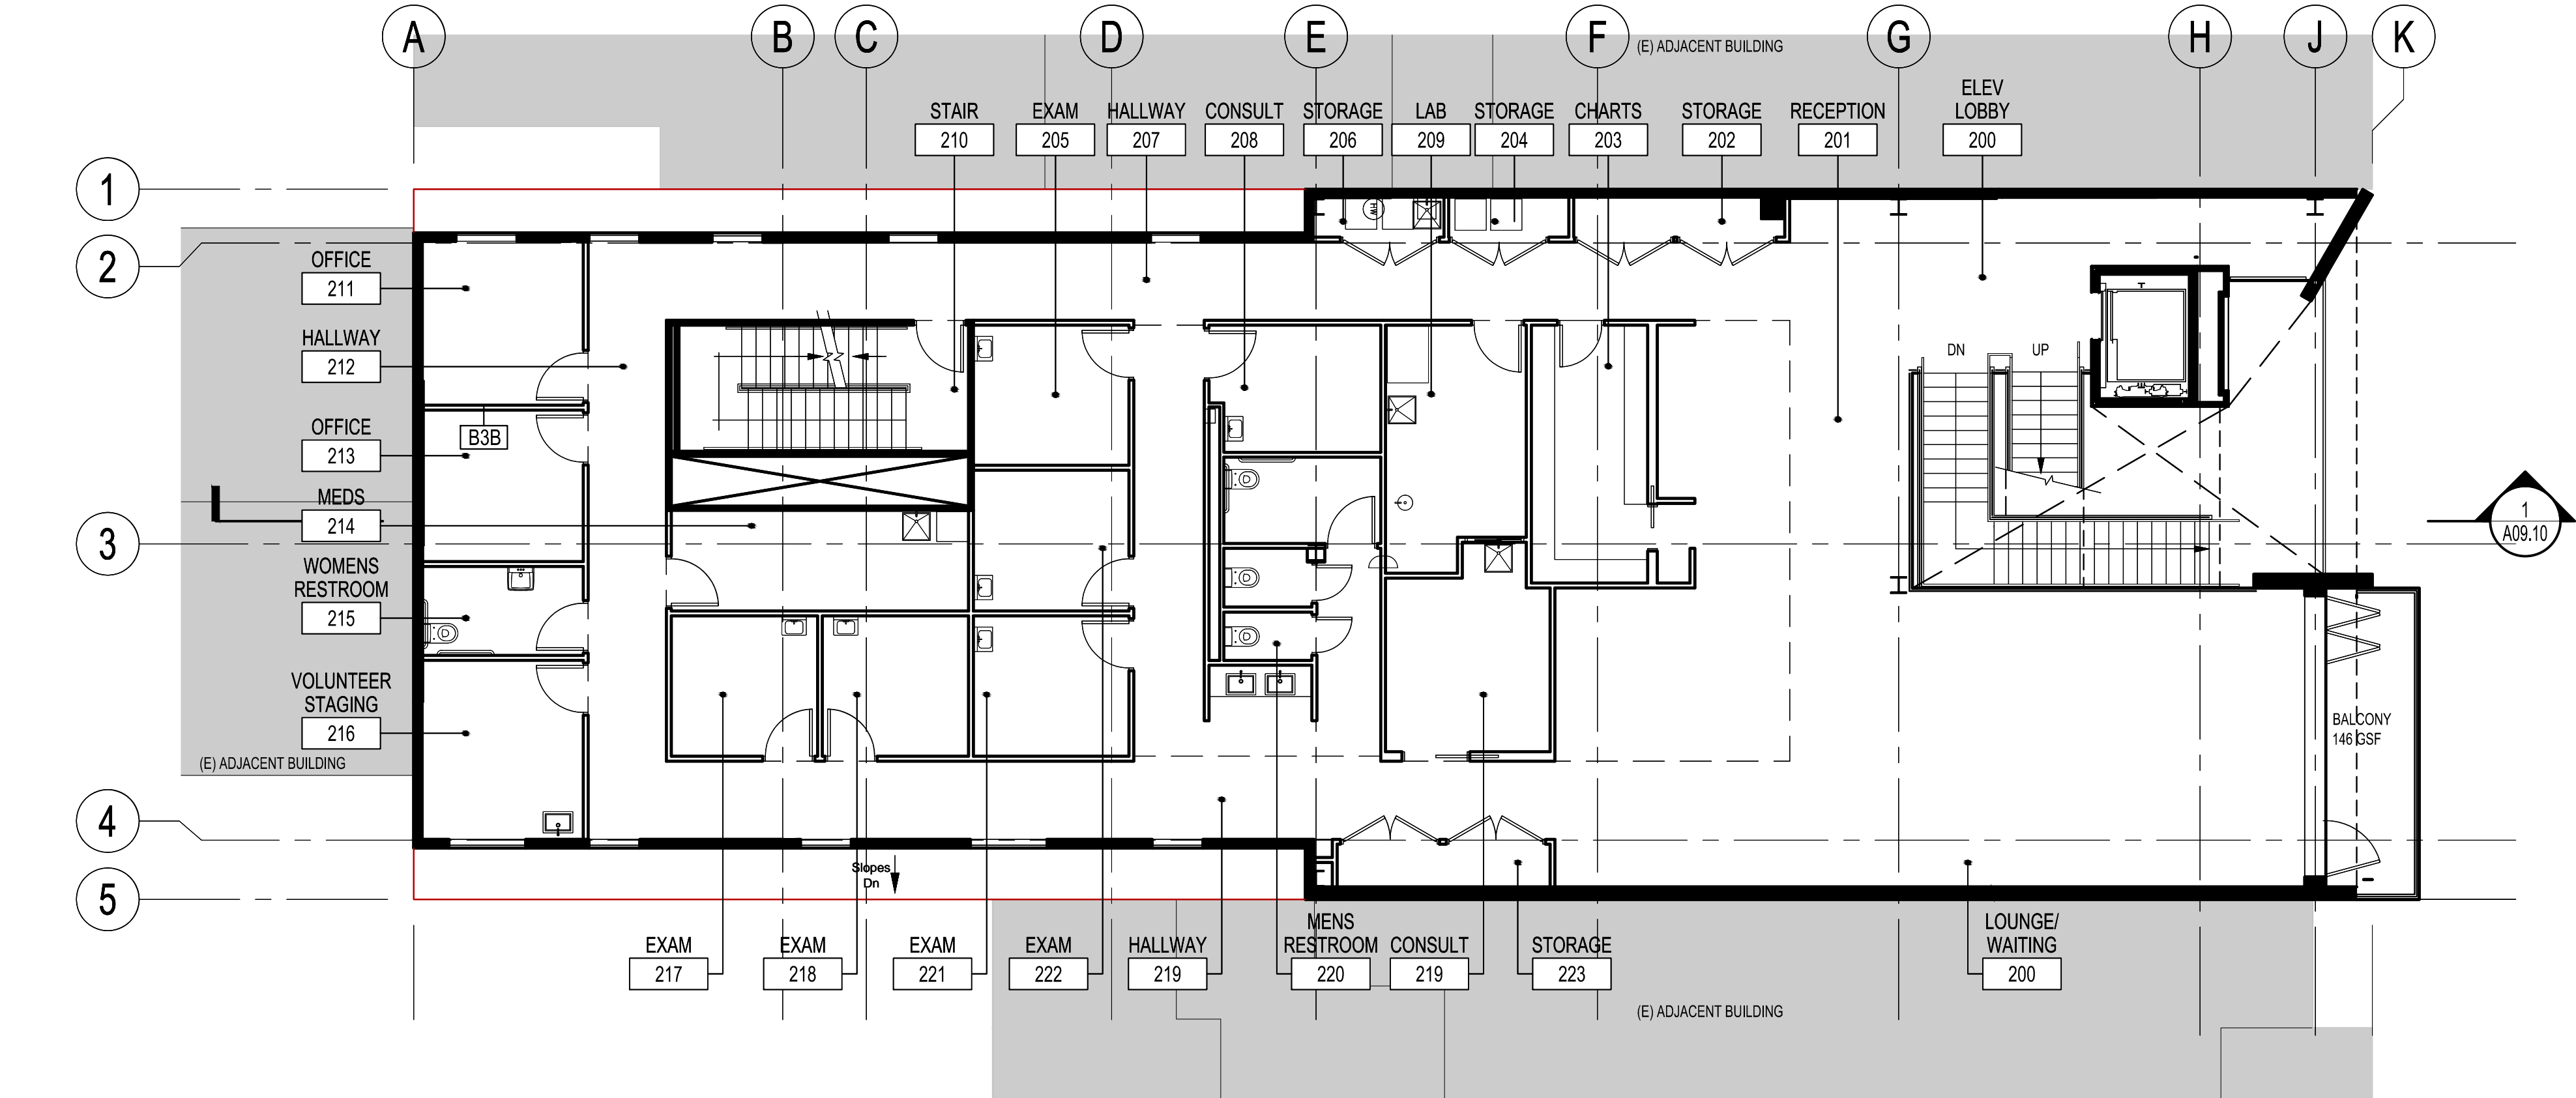 A
B
C
D
E
F
G
H
J
K
(E) ADJACENT BUILDING
STAIR
210
EXAM
205
HALLWAY
207
CONSULT
208
STORAGE
206
LAB
209
STORAGE
204
CHARTS
203
STORAGE
202
RECEPTION
201
ELEV
LOBBY
200
1
2
3
4
5
HW
OFFICE
211
HALLWAY
212
OFFICE
213
B3B
MEDS
214
WOMENS
RESTROOM
215
VOLUNTEER
STAGING
216
(E) ADJACENT BUILDING
DN
UP
1
A09.10
BALCONY
146 GSF
Slopes
Dn
EXAM
217
EXAM
218
EXAM
221
EXAM
222
HALLWAY
219
MENS
RESTROOM
220
CONSULT
219
STORAGE
223
LOUNGE/
WAITING
200
(E) ADJACENT BUILDING